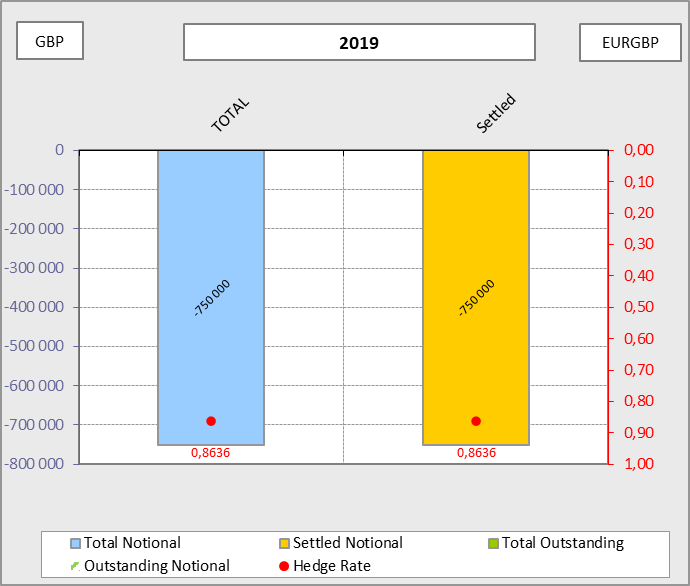 GBP
2019
EURGBP
TOTAL
Settled
0
0,00
-100 000
0,10
-200 000
0,20
-300 000
0,30
-400 000
0,40
-500 000
0,50
-600 000
0,60
-700 000
0,70
-800 000
0,80
0,90
1,00
-750 000
-750 000
0,8636
0,8636
Total Notional
Settled Notional
Total Outstanding
Outstanding Notional
Hedge Rate